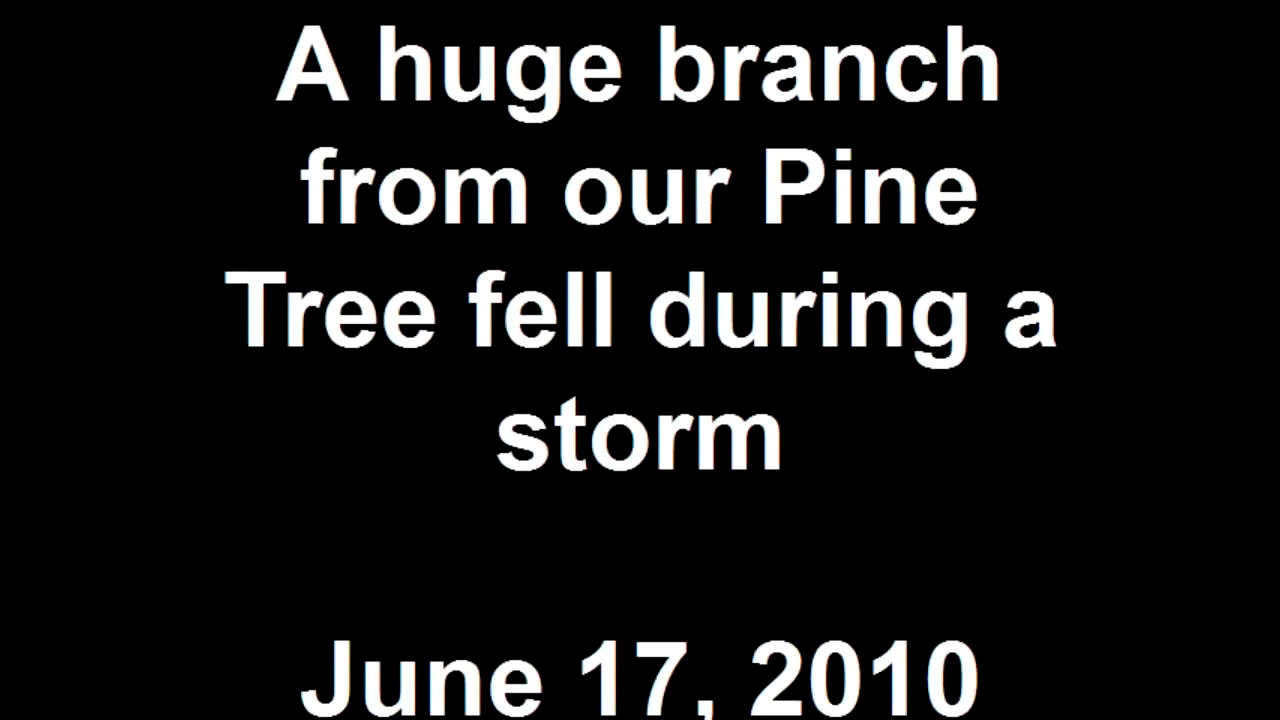 A huge branch
from our Pine
Tree fell during a
storm
June 17, 2010